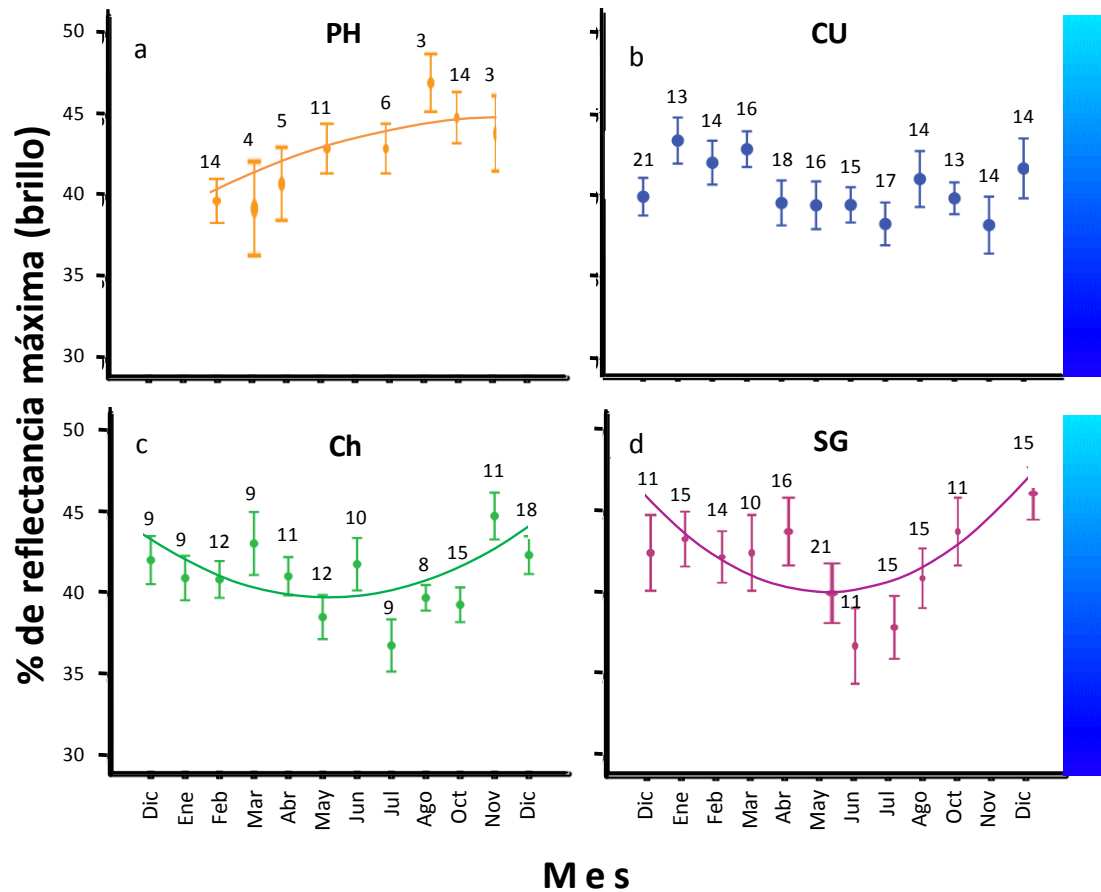 % de reflectancia máxima (brillo)
50
45
40
35
30
a
PH
14
4
5
11
6
3
14
3
b
CU
21
13
14
16
18
16
15
17
14
13
14
14
50
45
40
35
30
c
Ch
9
9
12
9
11
12
10
9
8
15
11
18
Dic
Ene
Feb
Mar
Abr
May
Jun
Jul
Ago
Oct
Nov
Dic
d
SG
11
15
14
10
16
21
11
15
15
11
15
Dic
Ene
Feb
Mar
Abr
May
Jun
Jul
Ago
Oct
Nov
Dic
Mes